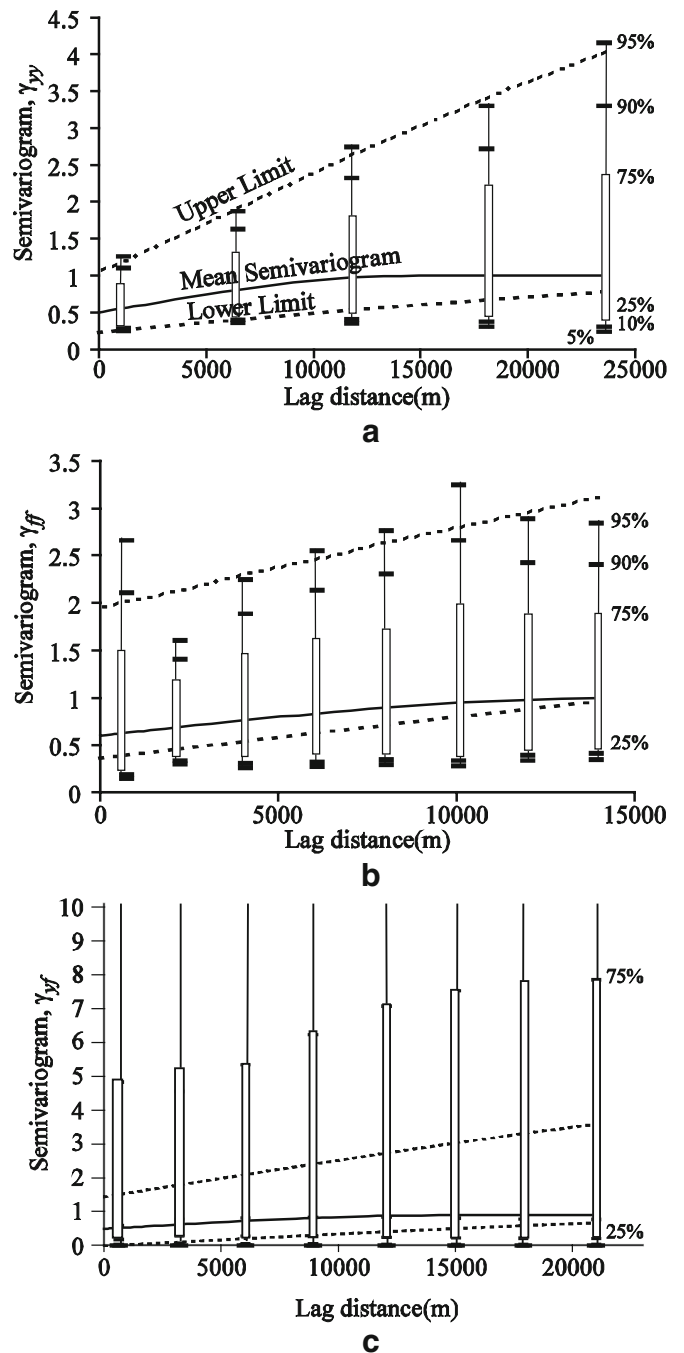 Semivariogram, γyy
4.5
4
3.5
3
2.5
2
1.5
1
0.5
0
Upper Limit
Mean Semivariogram
Lower Limit
95%
90%
75%
25%
10%
5%
0 5000 10000 15000 20000 25000
Lag distance(m)
a
Semivariogram, γff
3.5
3
2.5
2
1.5
1
0.5
0
95%
90%
75%
25%
0 5000 10000 15000
Lag distance(m)
b
Semivariogram, γyf
10
9
8
7
6
5
4
3
2
1
0
75%
25%
0 5000 10000 15000 20000
Lag distance(m)
c